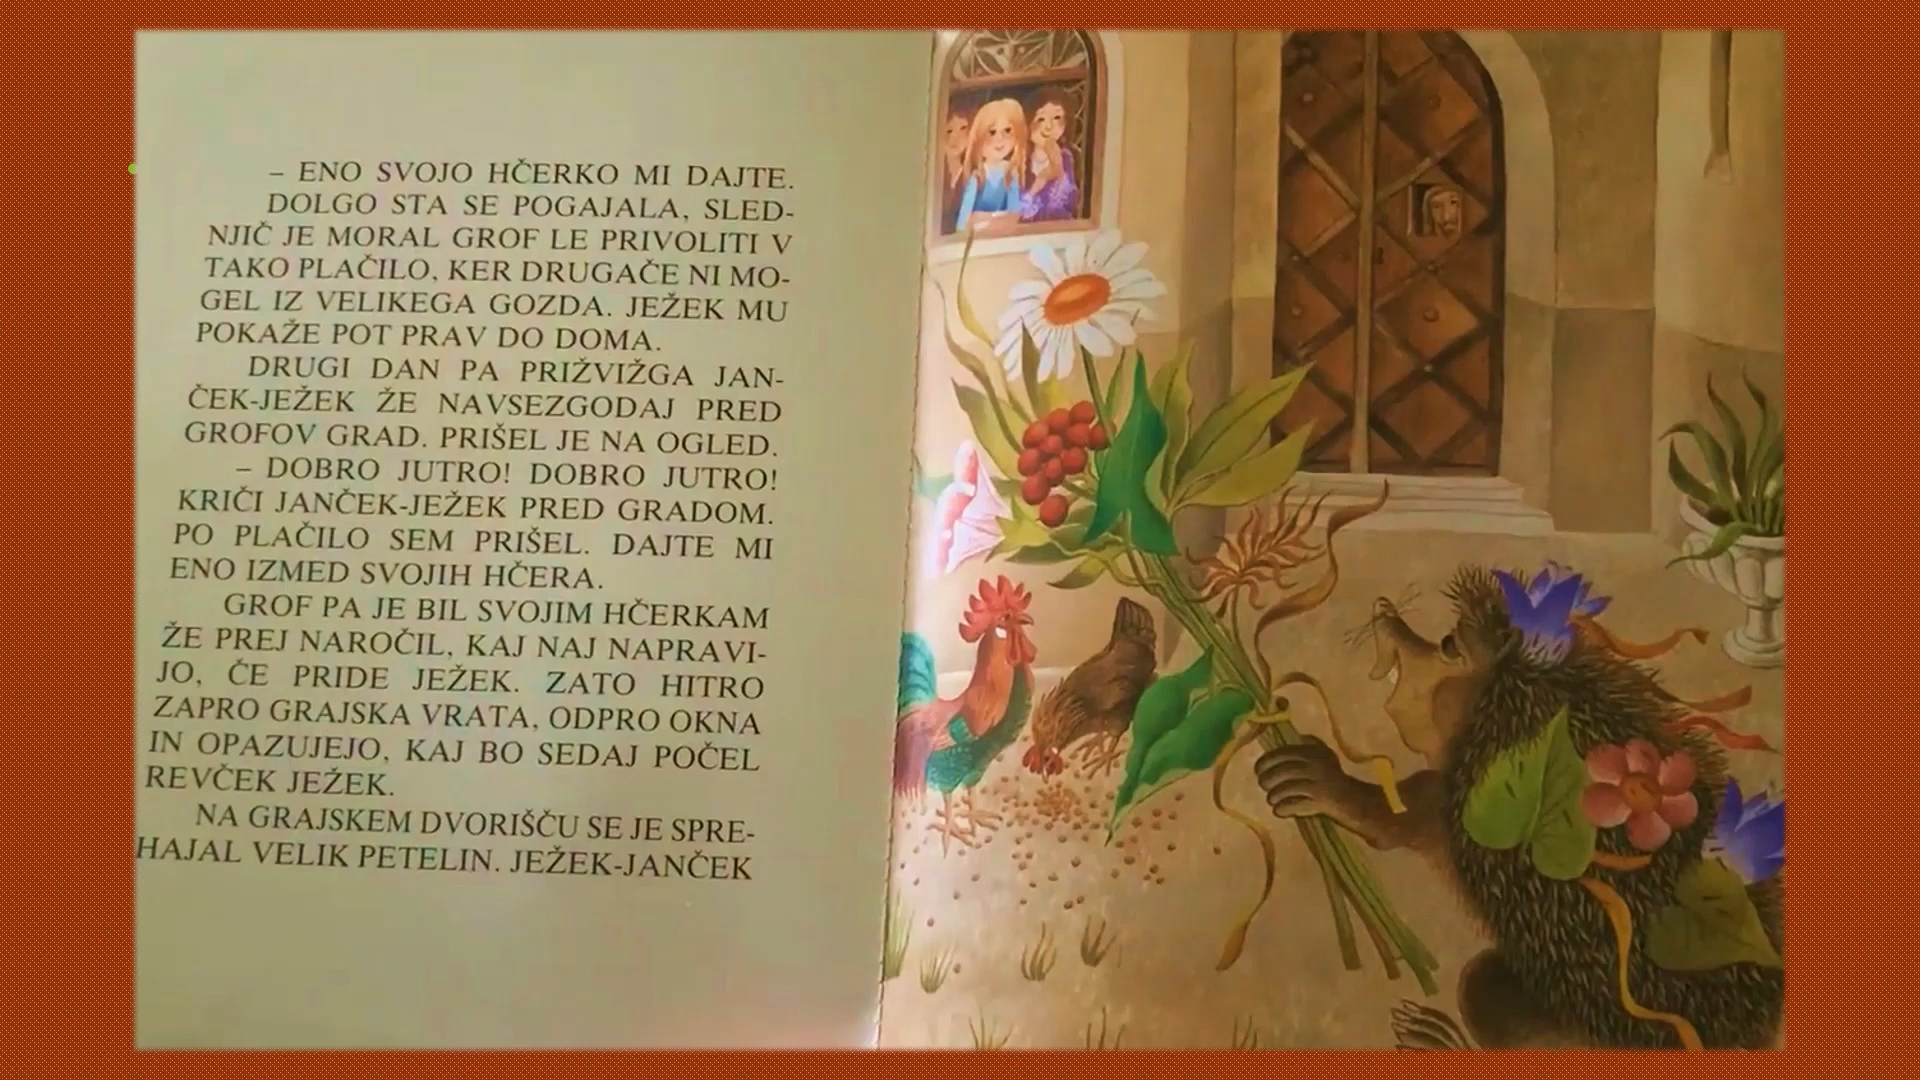 – ENO SVOJO HČERKO MI DAJTE.
DOLGO STA SE POGAJALA, SLED-
NJIČ JE MORAL GROF LE PRIVOLITI V
TAKO PLAČILO, KER DRUGAČE NI MO-
GEL IZ VELIKEGA GOZDA. JEŽEK MU
POKAŽE POT PRAV DO DOMA.
DRUGI DAN PA PRIŽVIŽGA JAN-
ČEK-JEŽEK ŽE NAVSEZGODAJ PRED
GROFOV GRAD. PRIŠEL JE NA OGLED.
– DOBRO JUTRO! DOBRO JUTRO!
KRIČI JANČEK-JEŽEK PRED GRADOM.
PO PLAČILO SEM PRIŠEL. DAJTE MI
ENO IZMED SVOJIH HČERA.
GROF PA JE BIL SVOJIM HČERKAM
ŽE PREJ NAROČIL, KAJ NAJ NAPRAVI-
JO, ČE PRIDE JEŽEK. ZATO HITRO
ZAPRO GRAJSKA VRATA, ODPRO OKNA
IN OPAZUJEJO, KAJ BO SEDAJ POČEL
REVČEK JEŽEK.
NA GRAJSKEM DVORIŠČU SE JE SPRE-
HAJAL VELIK PETELIN. JEŽEK-JANČEK